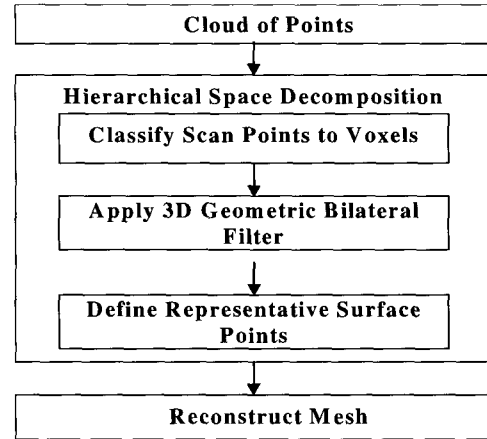 Cloud of Points
Hierarchical Space Decomposition
Classify Scan Points to Voxels
Apply 3D Geometric Bilateral
Filter
Define Representative Surface
Points
Reconstruct Mesh